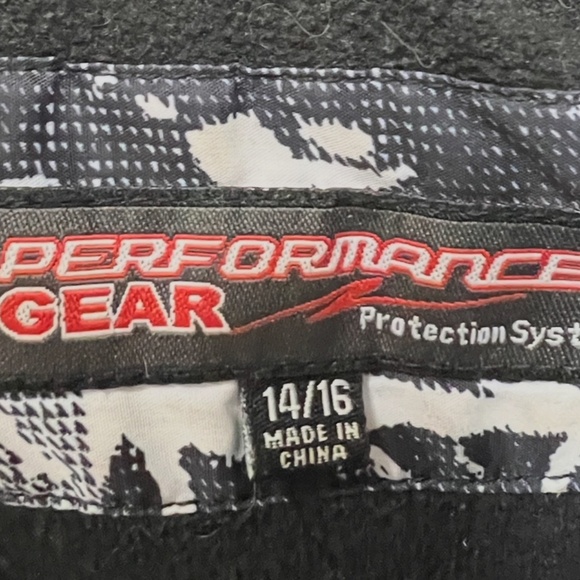 PERFORMANCE
GEAR
Protection Syst
14/16
MADE IN
CHINA